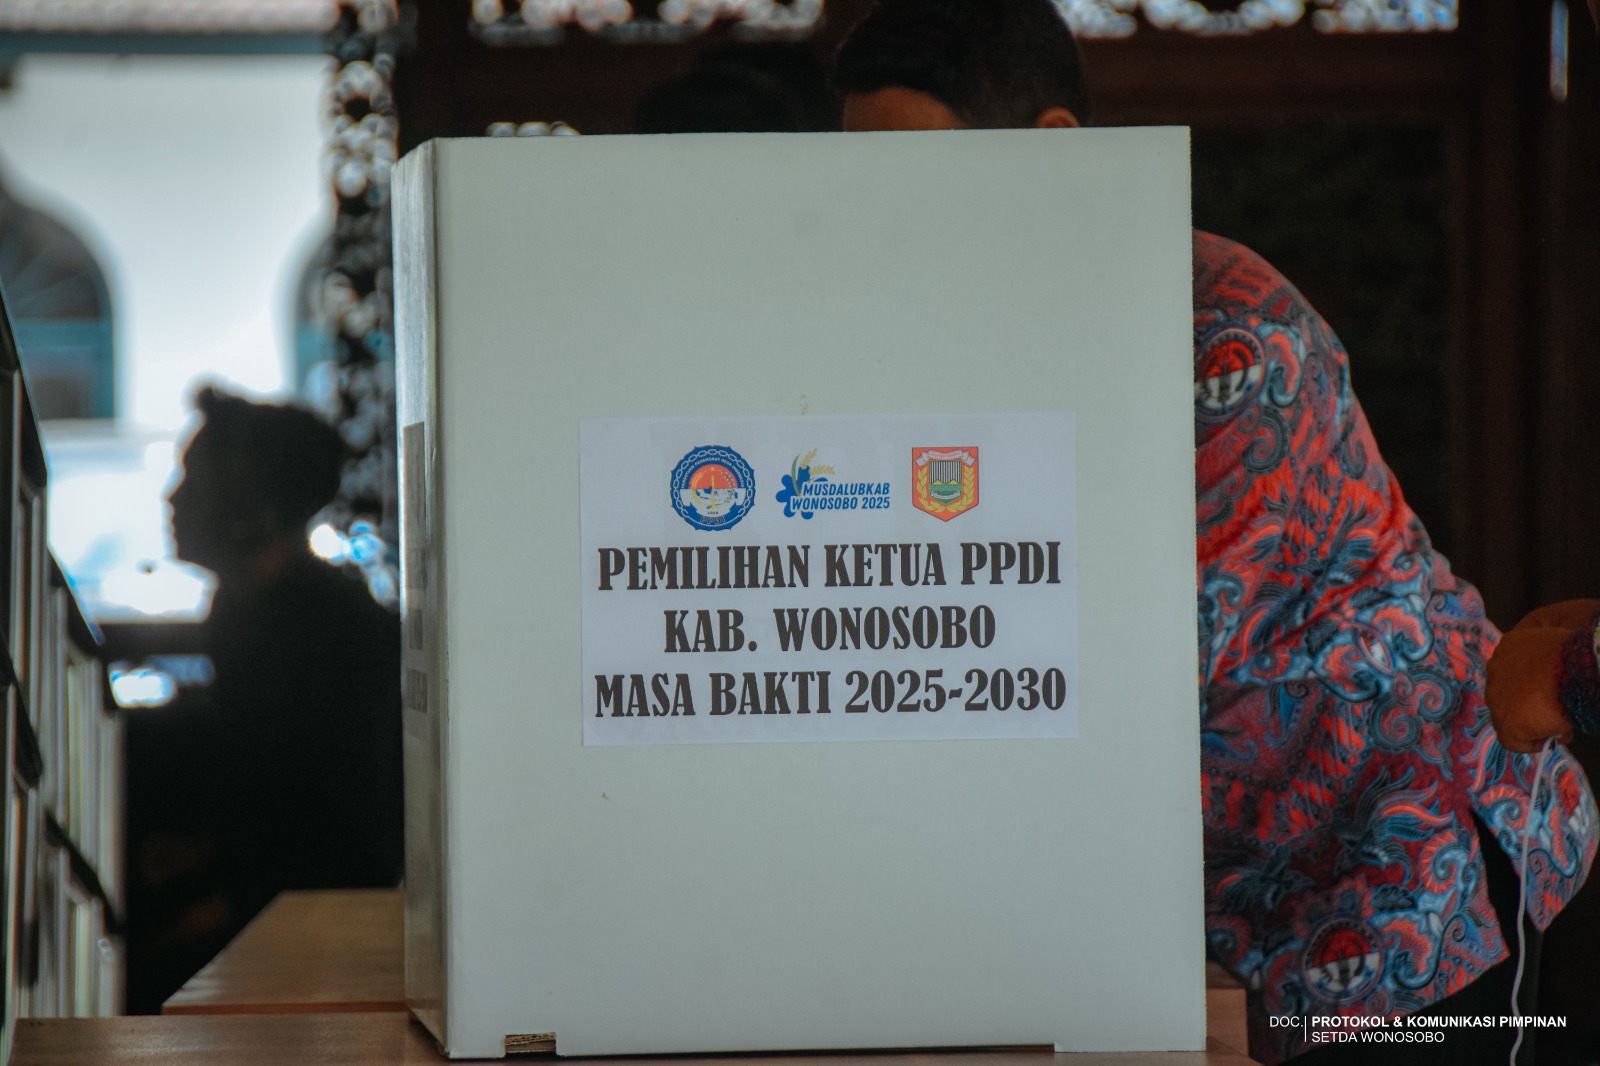 MUSDALUBKAB
WONOSOBO 2025
PEMILIHAN KETUA PPDI
KAB. WONOSOBO
MASA BAKTI 2025-2030
DOC. PROTOKOL & KOMUNIKASI PIMPINAN
SETDA WONOSOBO